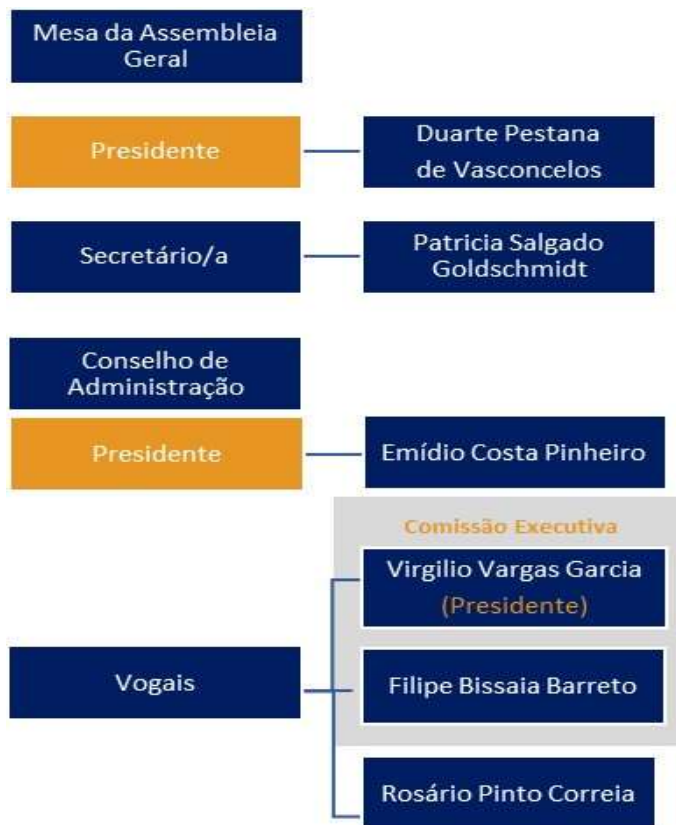 Mesa da Assembleia
Geral
Presidente
Duarte Pestana
de Vasconcelos
Secretário/a
Patricia Salgado
Goldschmidt
Conselho de
Administração
Presidente
Emídio Costa Pinheiro
Comissão Executiva
Virgilio Vargas Garcia
(Presidente)
Vogais
Filipe Bissaia Barreto
Rosário Pinto Correia